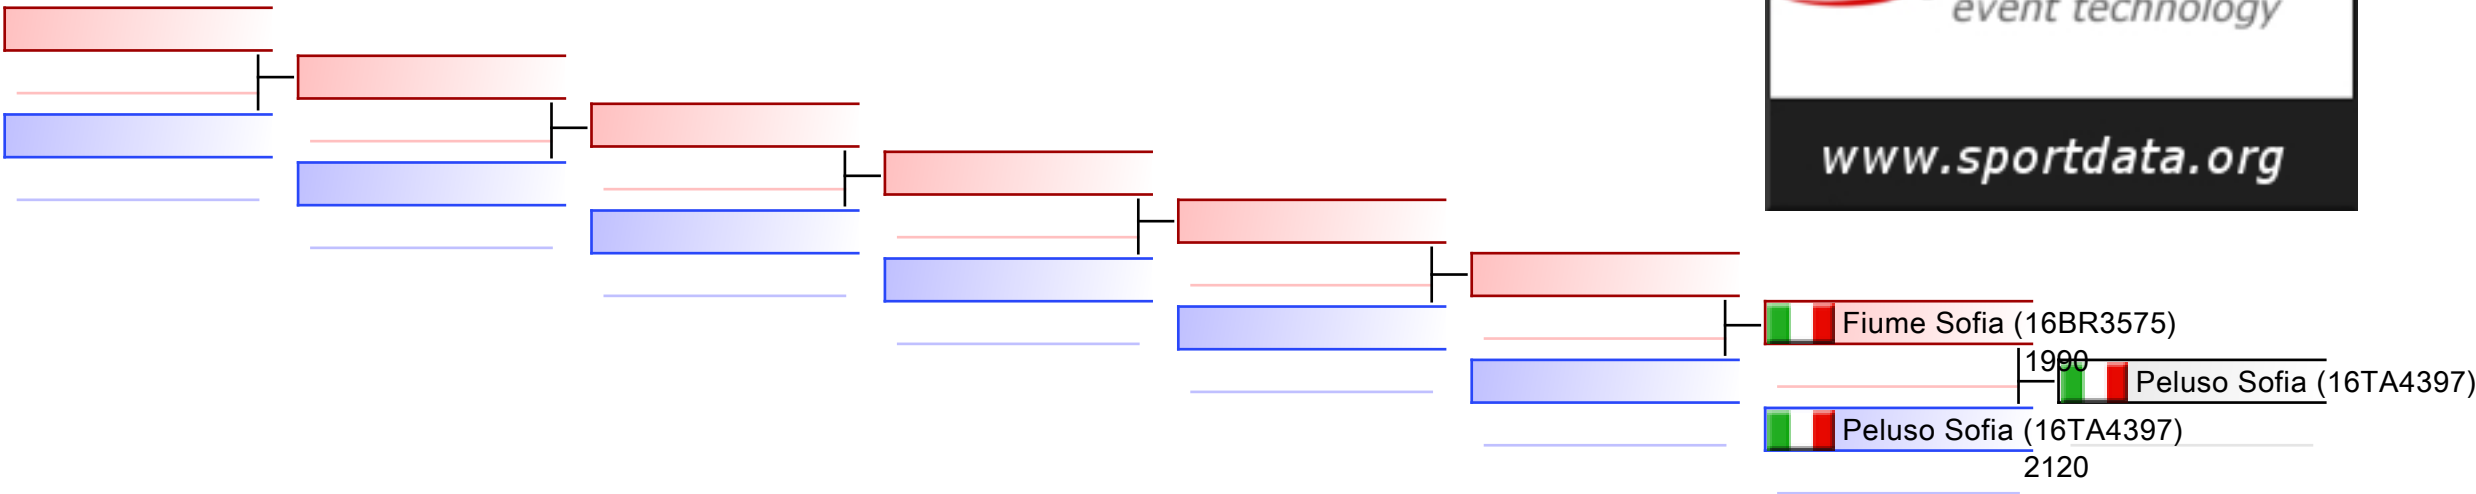 event technology
www.sportdata.org
Fiume Sofia (16BR3575)
1990
Peluso Sofia (16TA4397)
Peluso Sofia (16TA4397)
2120